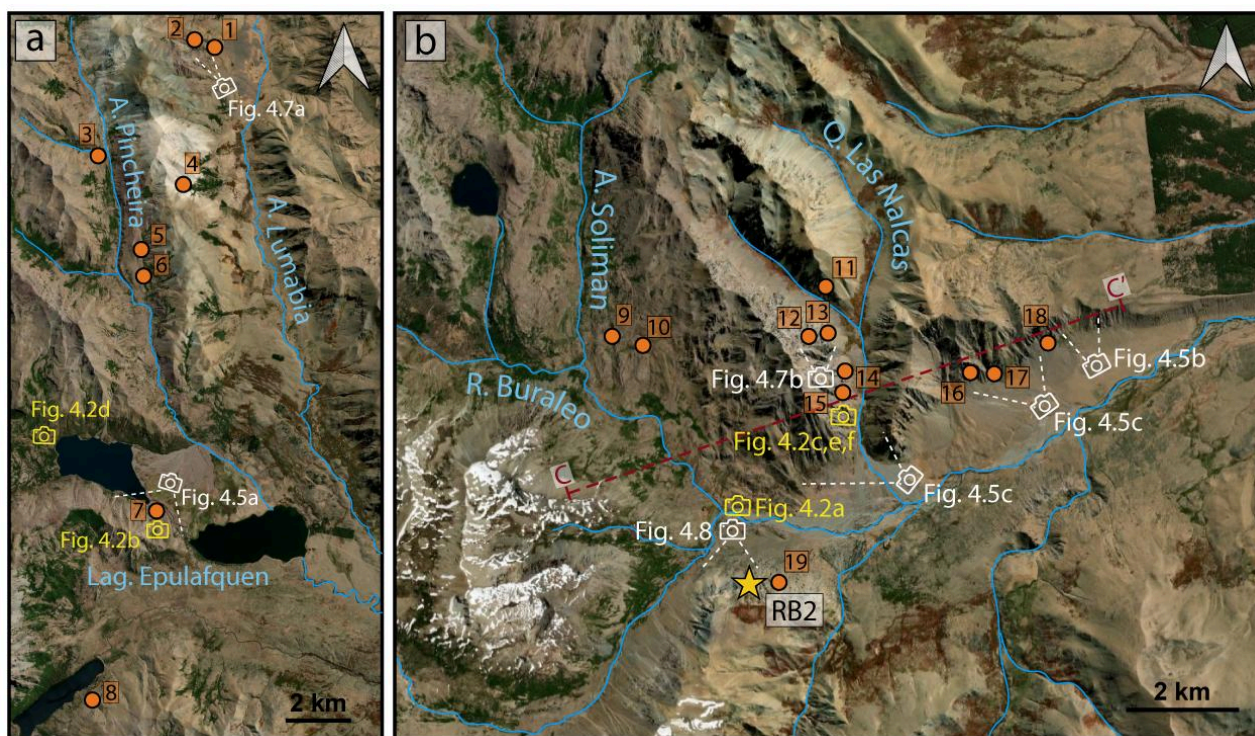 a
2
1
Fig. 4.7a
3
A. Pincheira
4
A. Lumabia
5
6
Fig. 4.2d
Fig. 4.5a
7
Fig. 4.2b
Lag. Epulafquen
8
2 km
b
Q. Las Nalcas
A. Soliman
11
9
10
12
13
18
C'
Fig. 4.5b
R. Buraleo
Fig. 4.7b
14
15
16
17
Fig. 4.2c,e,f
Fig. 4.5c
C
Fig. 4.5c
Fig. 4.2a
Fig. 4.8
19
RB2
2 km